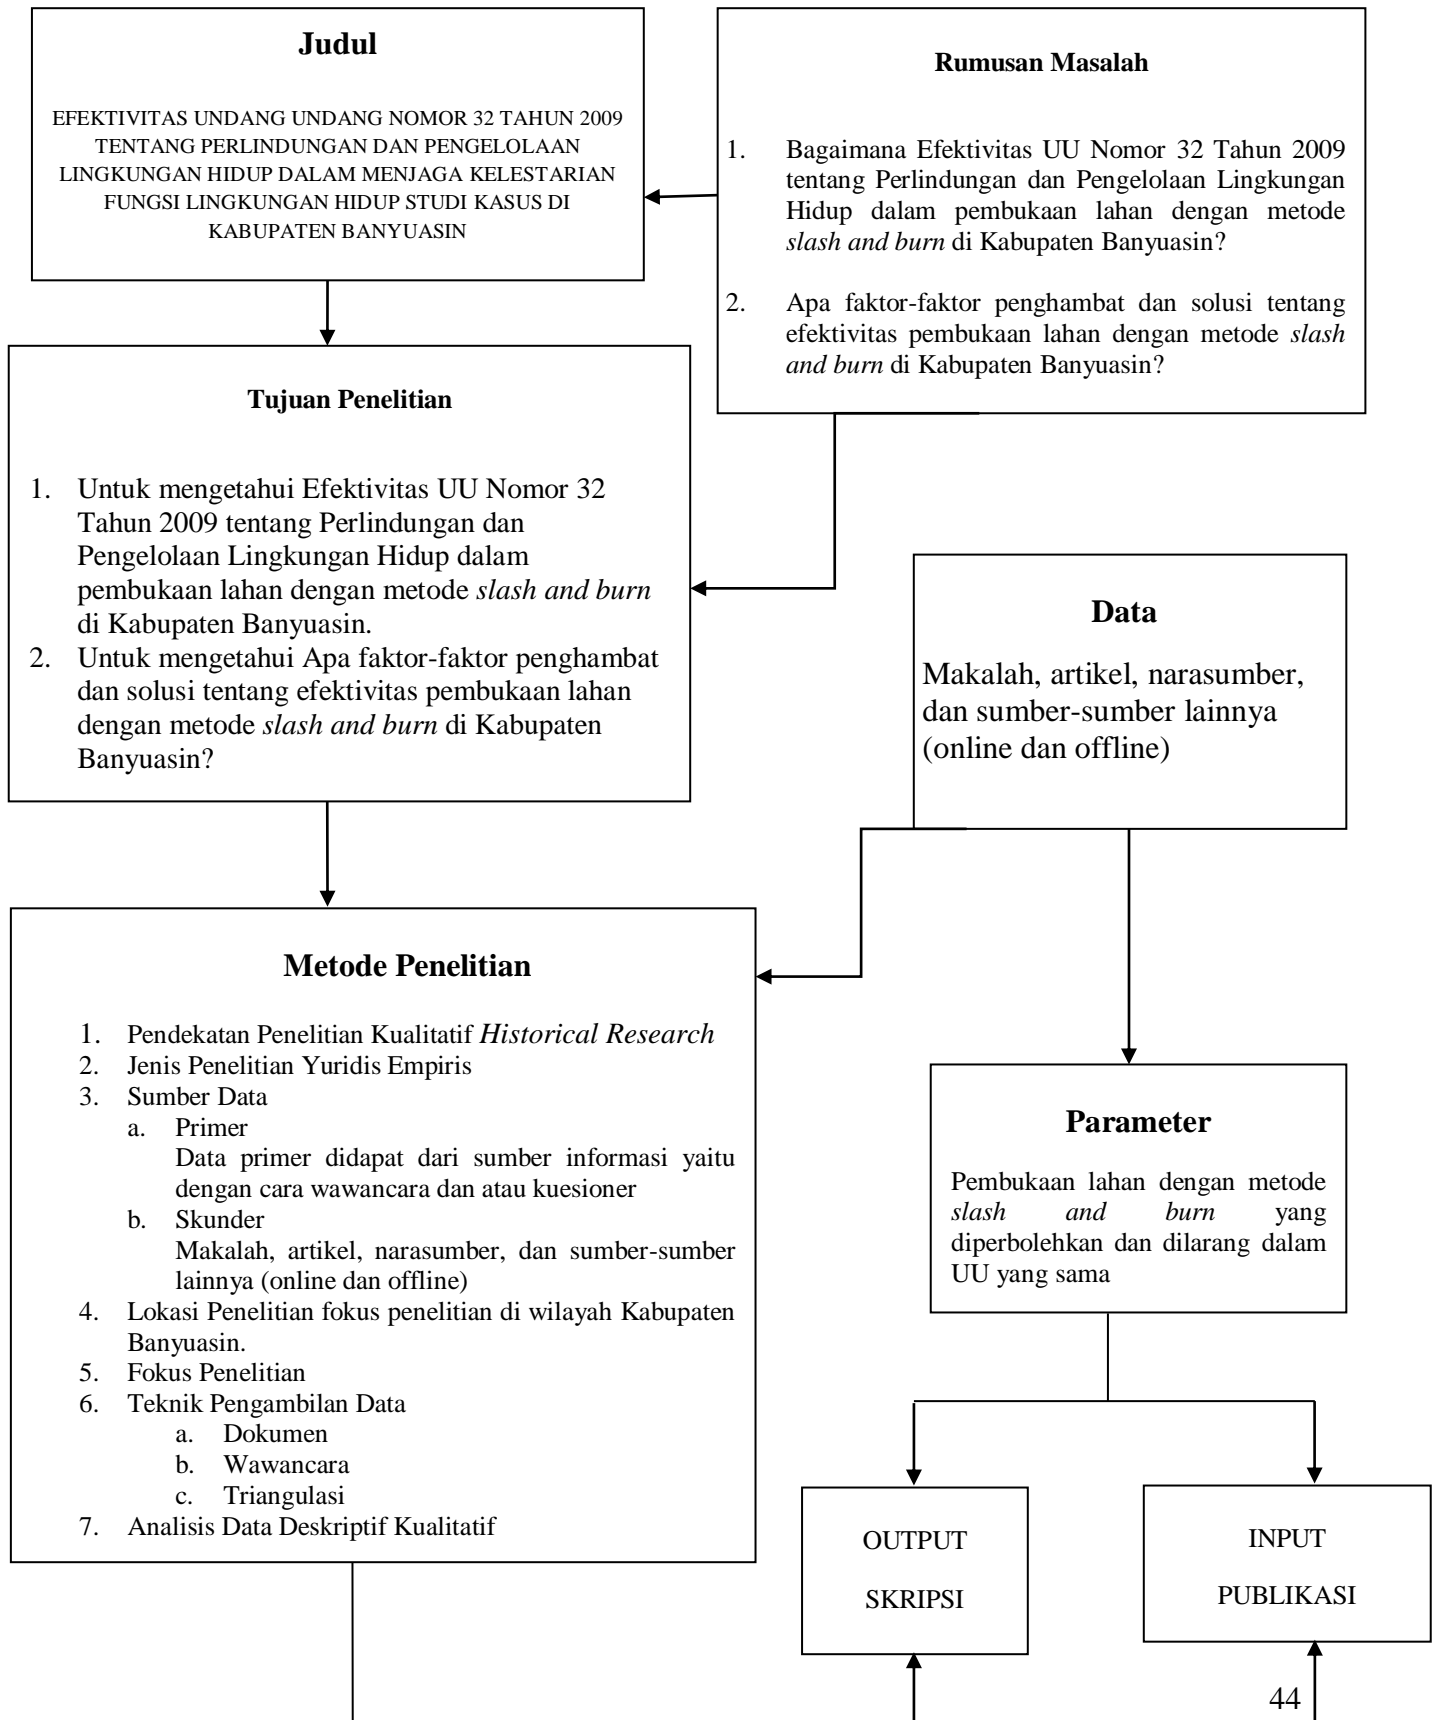 Judul
EFEKTIVITAS UNDANG UNDANG NOMOR 32 TAHUN 2009
TENTANG PERLINDUNGAN DAN PENGELOLAAN
LINGKUNGAN HIDUP DALAM MENJAGA KELESTARIAN
FUNGSI LINGKUNGAN HIDUP STUDI KASUS DI
KABUPATEN BANYUASIN
Rumusan Masalah
1. Bagaimana Efektivitas UU Nomor 32 Tahun 2009
tentang Perlindungan dan Pengelolaan Lingkungan
Hidup dalam pembukaan lahan dengan metode
slash and burn di Kabupaten Banyuasin?
2. Apa faktor-faktor penghambat dan solusi tentang
efektivitas pembukaan lahan dengan metode slash
and burn di Kabupaten Banyuasin?
Tujuan Penelitian
1. Untuk mengetahui Efektivitas UU Nomor 32
Tahun 2009 tentang Perlindungan dan
Pengelolaan Lingkungan Hidup dalam
pembukaan lahan dengan metode slash and burn
di Kabupaten Banyuasin.
2. Untuk mengetahui Apa faktor-faktor penghambat
dan solusi tentang efektivitas pembukaan lahan
dengan metode slash and burn di Kabupaten
Banyuasin?
Data
Makalah, artikel, narasumber,
dan sumber-sumber lainnya
(online dan offline)
Metode Penelitian
1. Pendekatan Penelitian Kualitatif Historical Research
2. Jenis Penelitian Yuridis Empiris
3. Sumber Data
a. Primer
Data primer didapat dari sumber informasi yaitu
dengan cara wawancara dan atau kuesioner
b. Skunder
Makalah, artikel, narasumber, dan sumber-sumber
lainnya (online dan offline)
4. Lokasi Penelitian fokus penelitian di wilayah Kabupaten
Banyuasin.
5. Fokus Penelitian
6. Teknik Pengambilan Data
a. Dokumen
b. Wawancara
c. Triangulasi
7. Analisis Data Deskriptif Kualitatif
Parameter
Pembukaan lahan dengan metode
slash and burn yang
diperbolehkan dan dilarang dalam
UU yang sama
OUTPUT
SKRIPSI
INPUT
PUBLIKASI
44